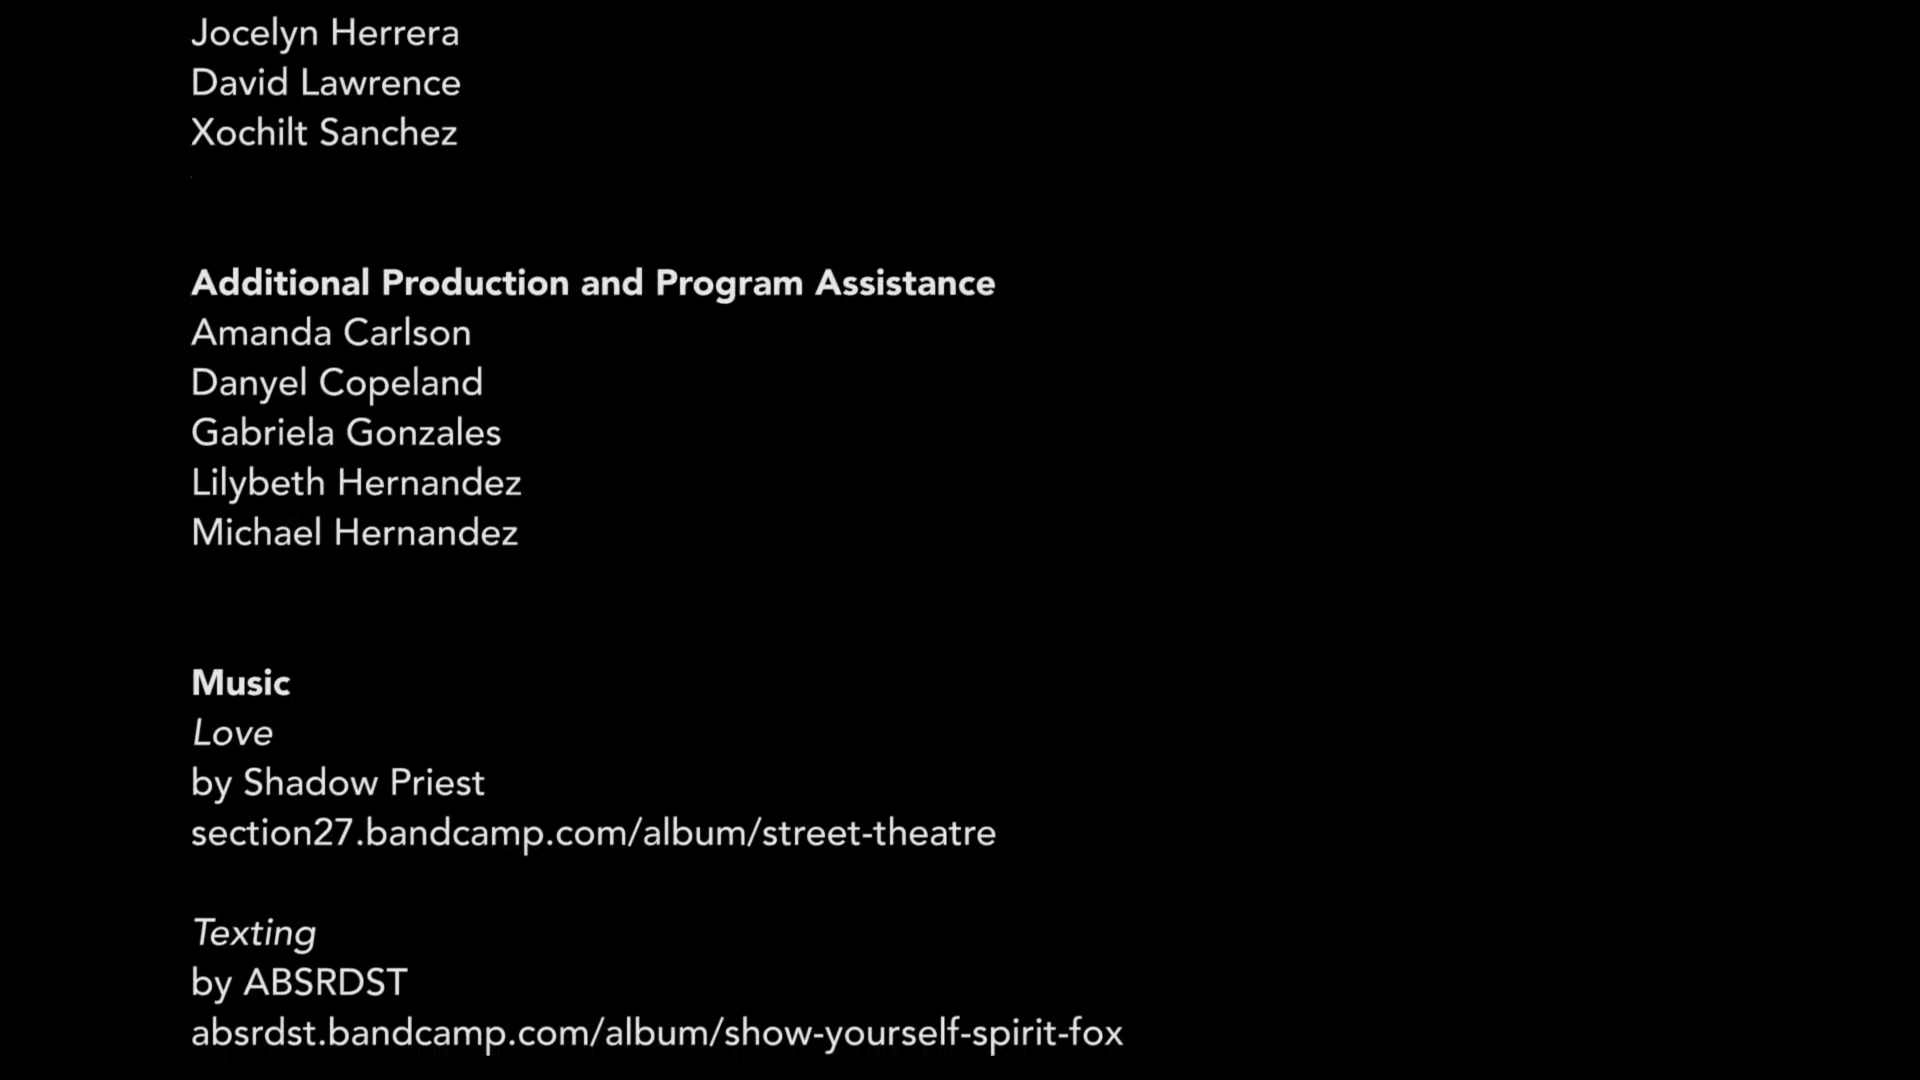 Jocelyn Herrera
David Lawrence
Xochilt Sanchez
Additional Production and Program Assistance
Amanda Carlson
Danyel Copeland
Gabriela Gonzales
Lilybeth Hernandez
Michael Hernandez
Music
Love
by Shadow Priest
section27.bandcamp.com/album/street-theatre
Texting
by ABSRDST
absrdst.bandcamp.com/album/show-yourself-spirit-fox